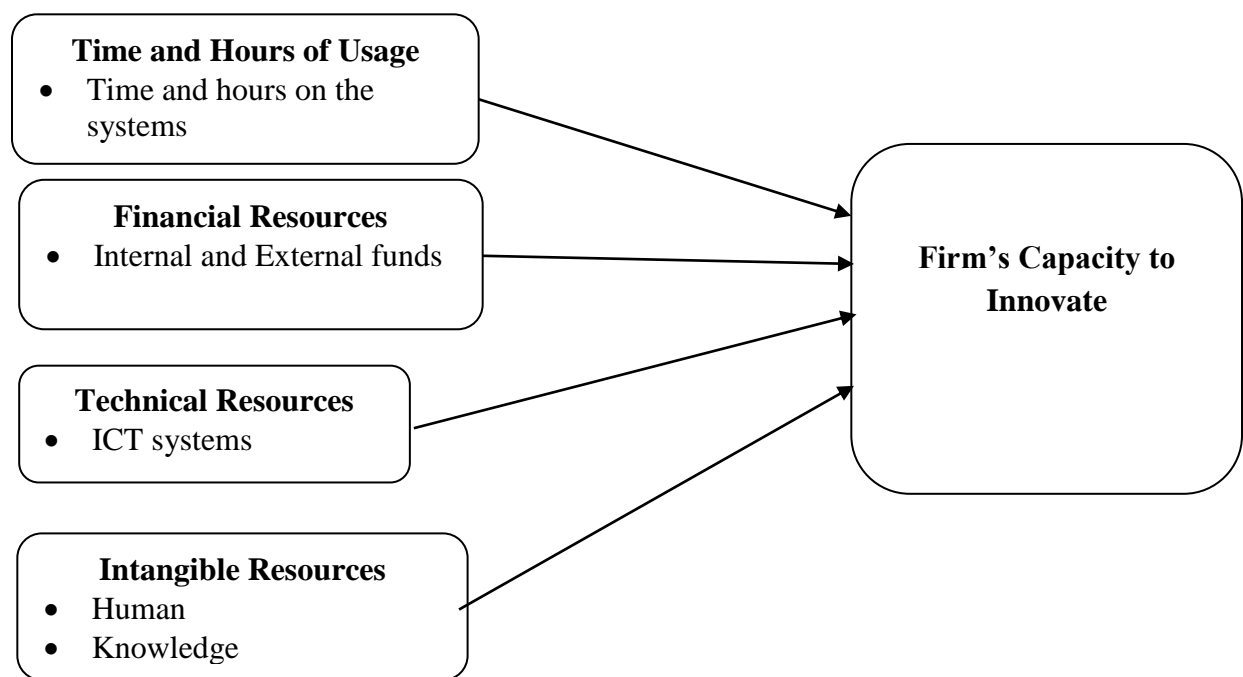 Time and Hours of Usage
• Time and hours on the
systems
Financial Resources
• Internal and External funds
Technical Resources
• ICT systems
Intangible Resources
• Human
• Knowledge
Firm’s Capacity to
Innovate